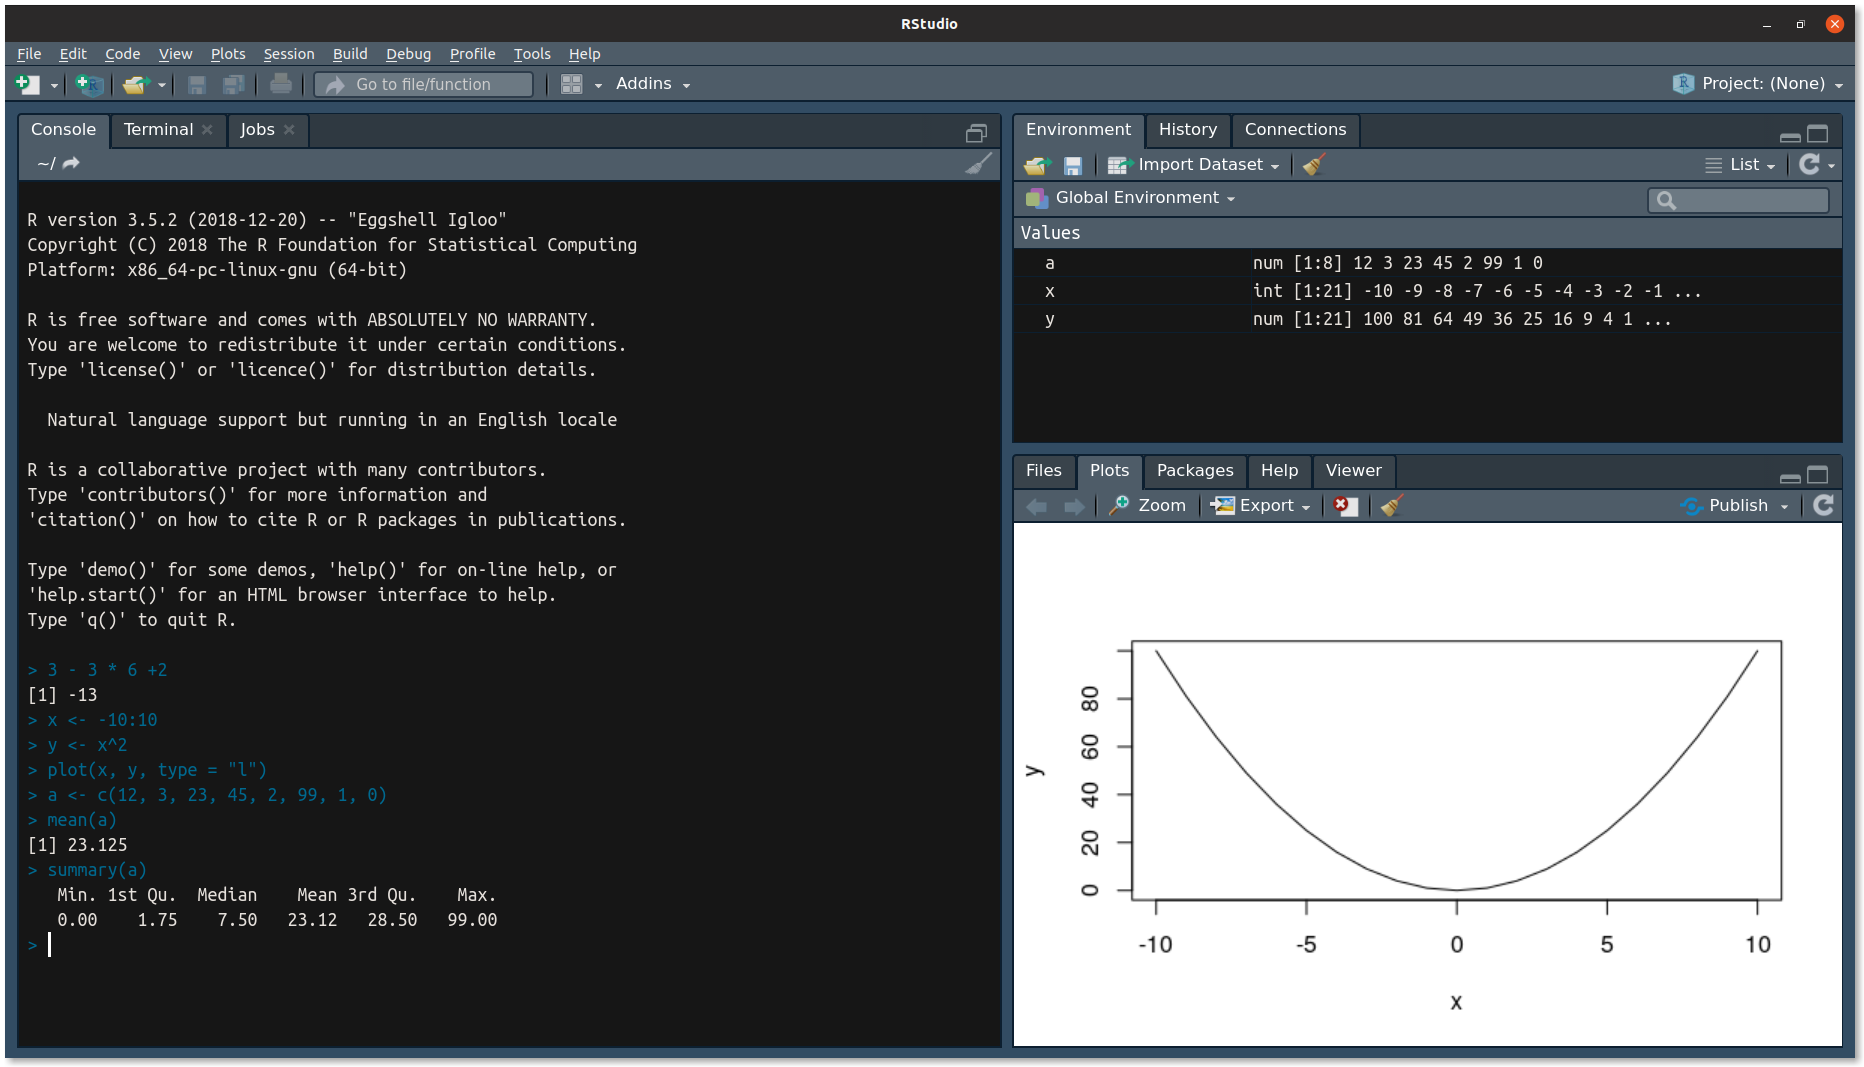 RStudio
File Edit Code View Plots Session Build Debug Profile Tools Help
Go to file/function Addins Project: (None)
Console Terminal Jobs
~/
R version 3.5.2 (2018-12-20) -- "Eggshell Igloo"
Copyright (C) 2018 The R Foundation for Statistical Computing
Platform: x86_64-pc-linux-gnu (64-bit)
R is free software and comes with ABSOLUTELY NO WARRANTY.
You are welcome to redistribute it under certain conditions.
Type 'license()' or 'licence()' for distribution details.
Natural language support but running in an English locale
R is a collaborative project with many contributors.
Type 'contributors()' for more information and
'citation()' on how to cite R or R packages in publications.
Type 'demo()' for some demos, 'help()' for on-line help, or
'help.start()' for an HTML browser interface to help.
Type 'q()' to quit R.
> 3 - 3 * 6 +2
[1] -13
> x <- -10:10
> y <- x^2
> plot(x, y, type = "l")
> a <- c(12, 3, 23, 45, 2, 99, 1, 0)
> mean(a)
[1] 23.125
> summary(a)
Min. 1st Qu. Median Mean 3rd Qu. Max.
0.00 1.75 7.50 23.12 28.50 99.00
>
Environment History Connections
Import Dataset List
Global Environment
Values
a num [1:8] 12 3 23 45 2 99 1 0
x int [1:21] -10 -9 -8 -7 -6 -5 -4 -3 -2 -1 ...
y num [1:21] 100 81 64 49 36 25 16 9 4 1 ...
Files Plots Packages Help Viewer
Zoom Export Publish
80
60
y
40
20
0
-10 -5 0 5 10
x